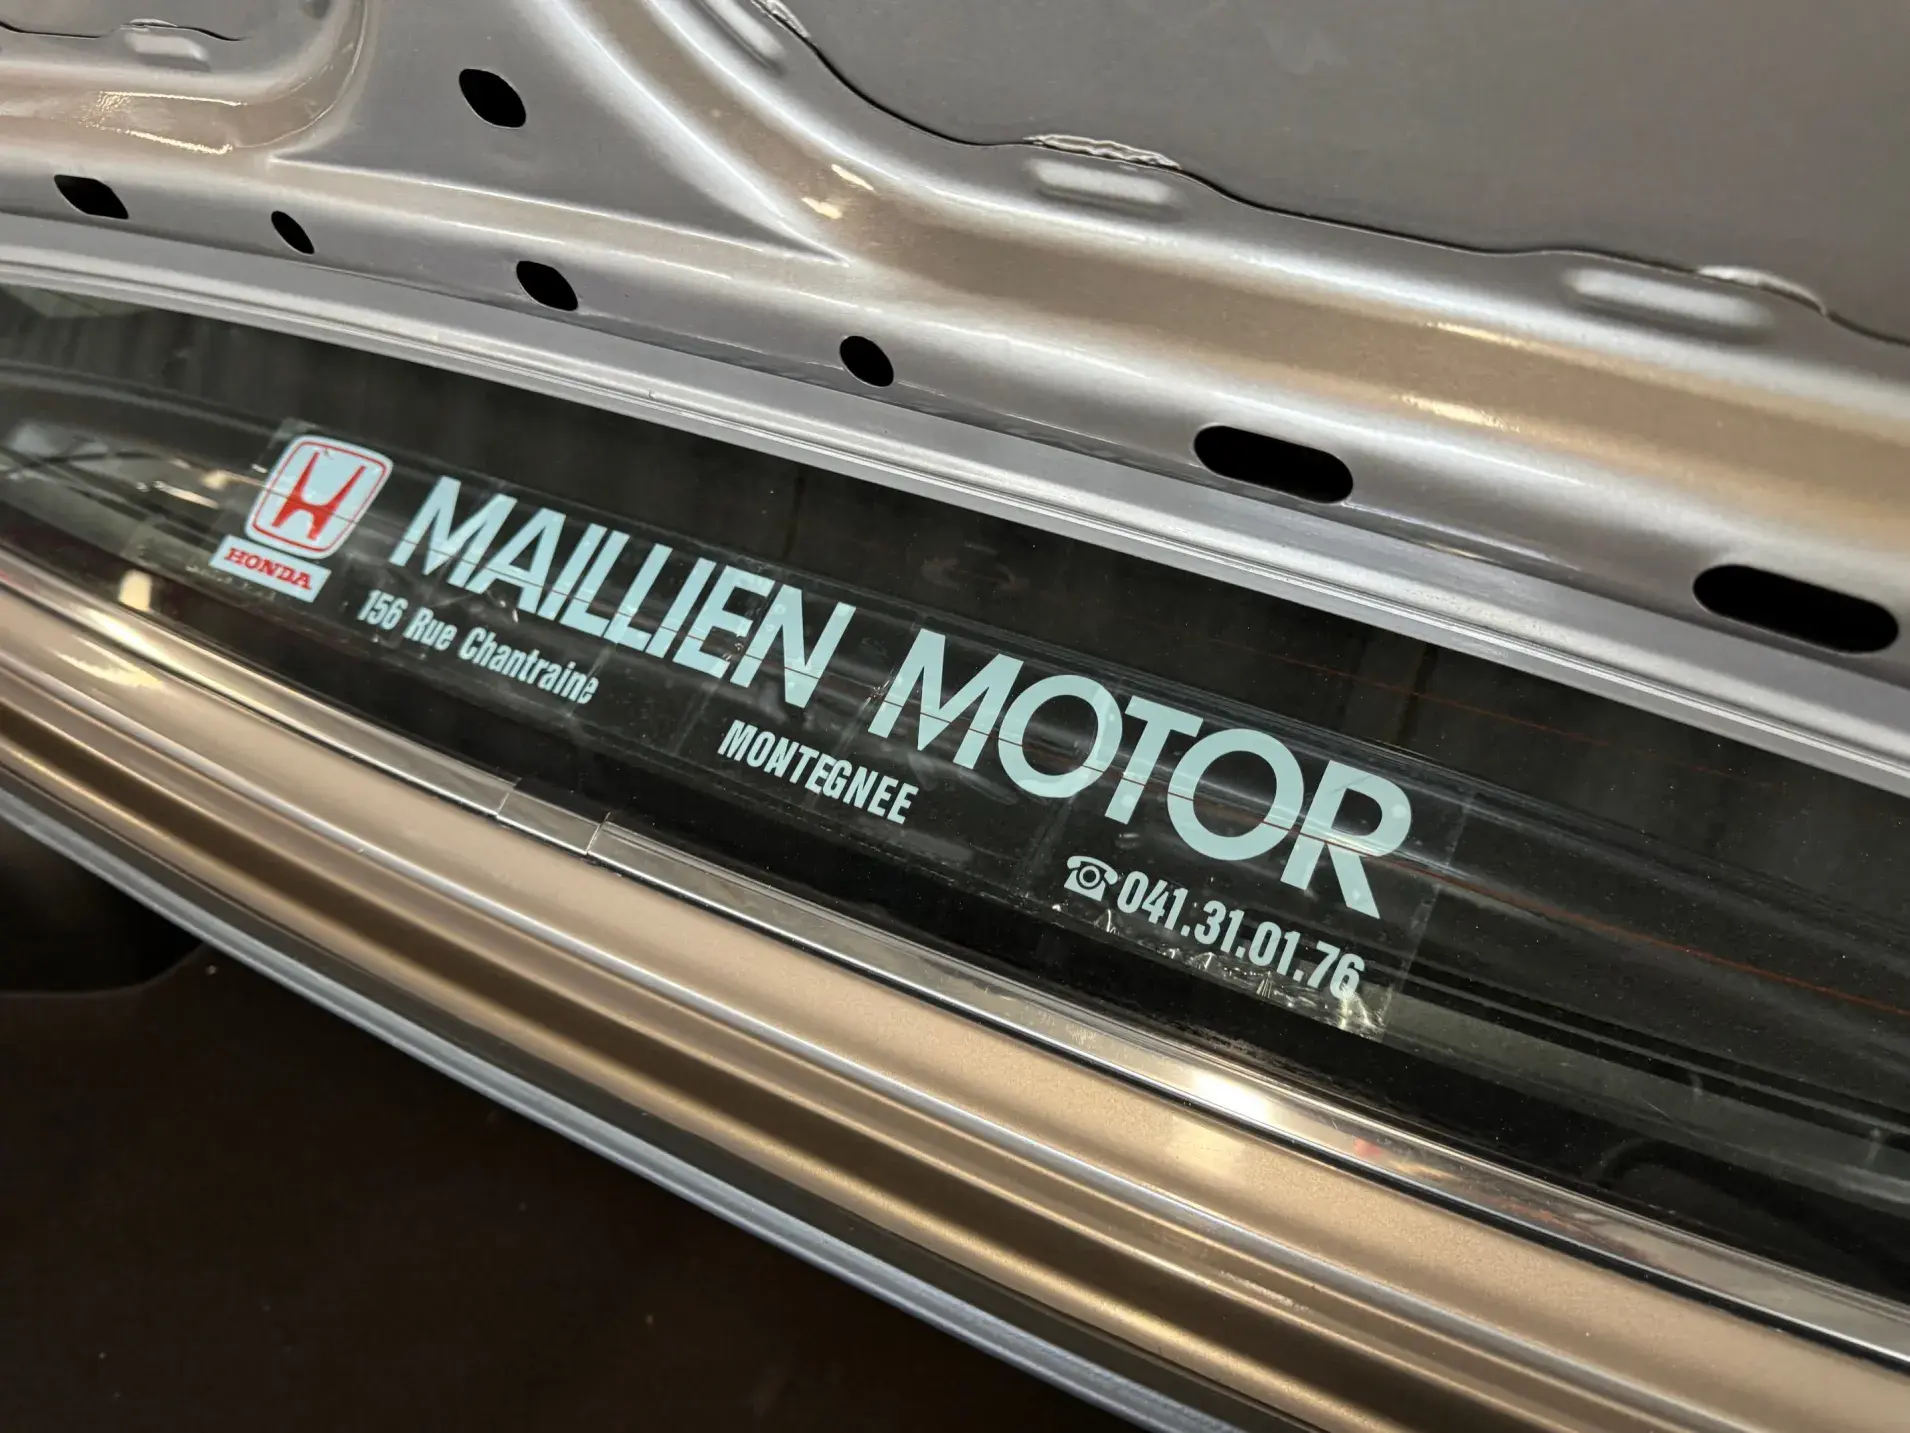 HONDA
MAILLIEN MOTOR
156 Rue Chantraine
MONTEGNEE
☎041.31.01.76